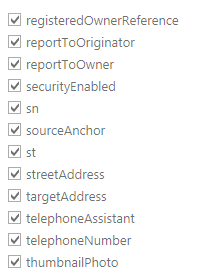 registeredOwnerReference
reportToOriginator
reportToOwner
securityEnabled
sn
sourceAnchor
st
streetAddress
targetAddress
telephoneAssistant
telephoneNumber
thumbnailPhoto